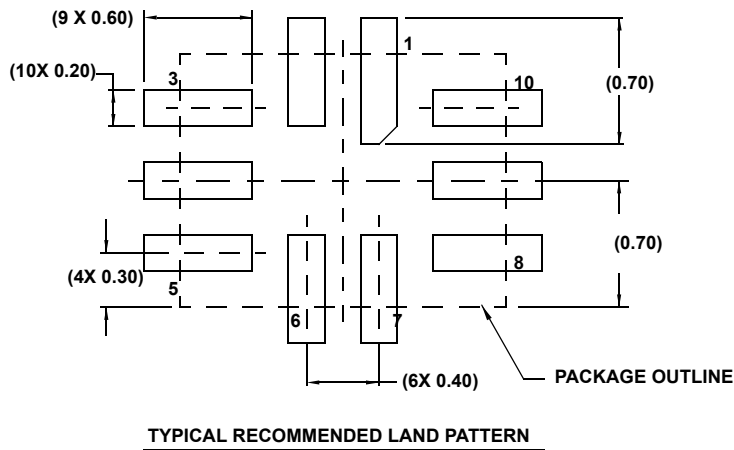 (9 X 0.60)
1
(10X 0.20)
3
10
(0.70)
(0.70)
(4X 0.30)
5
8
6
7
(6X 0.40)
PACKAGE OUTLINE
TYPICAL RECOMMENDED LAND PATTERN